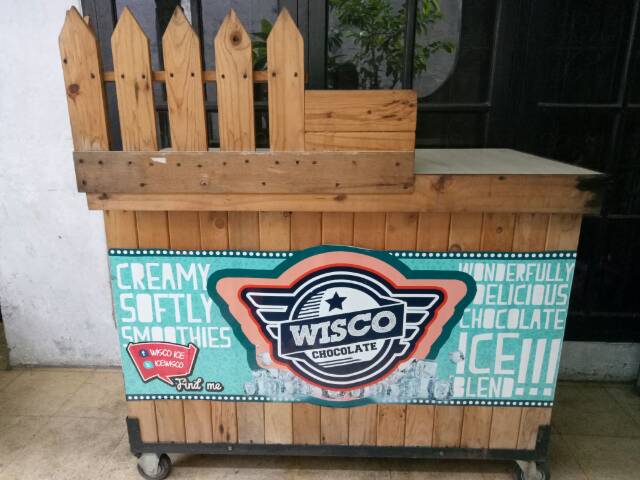 CREAMY
SOFTLY
SMOOTHIES
WISCO ICE
ICEWISCO
Find me
WISCO
CHOCOLATE
WONDERFULLY
DELICIOUS
CHOCOLATE
ICE!!!
BLEND